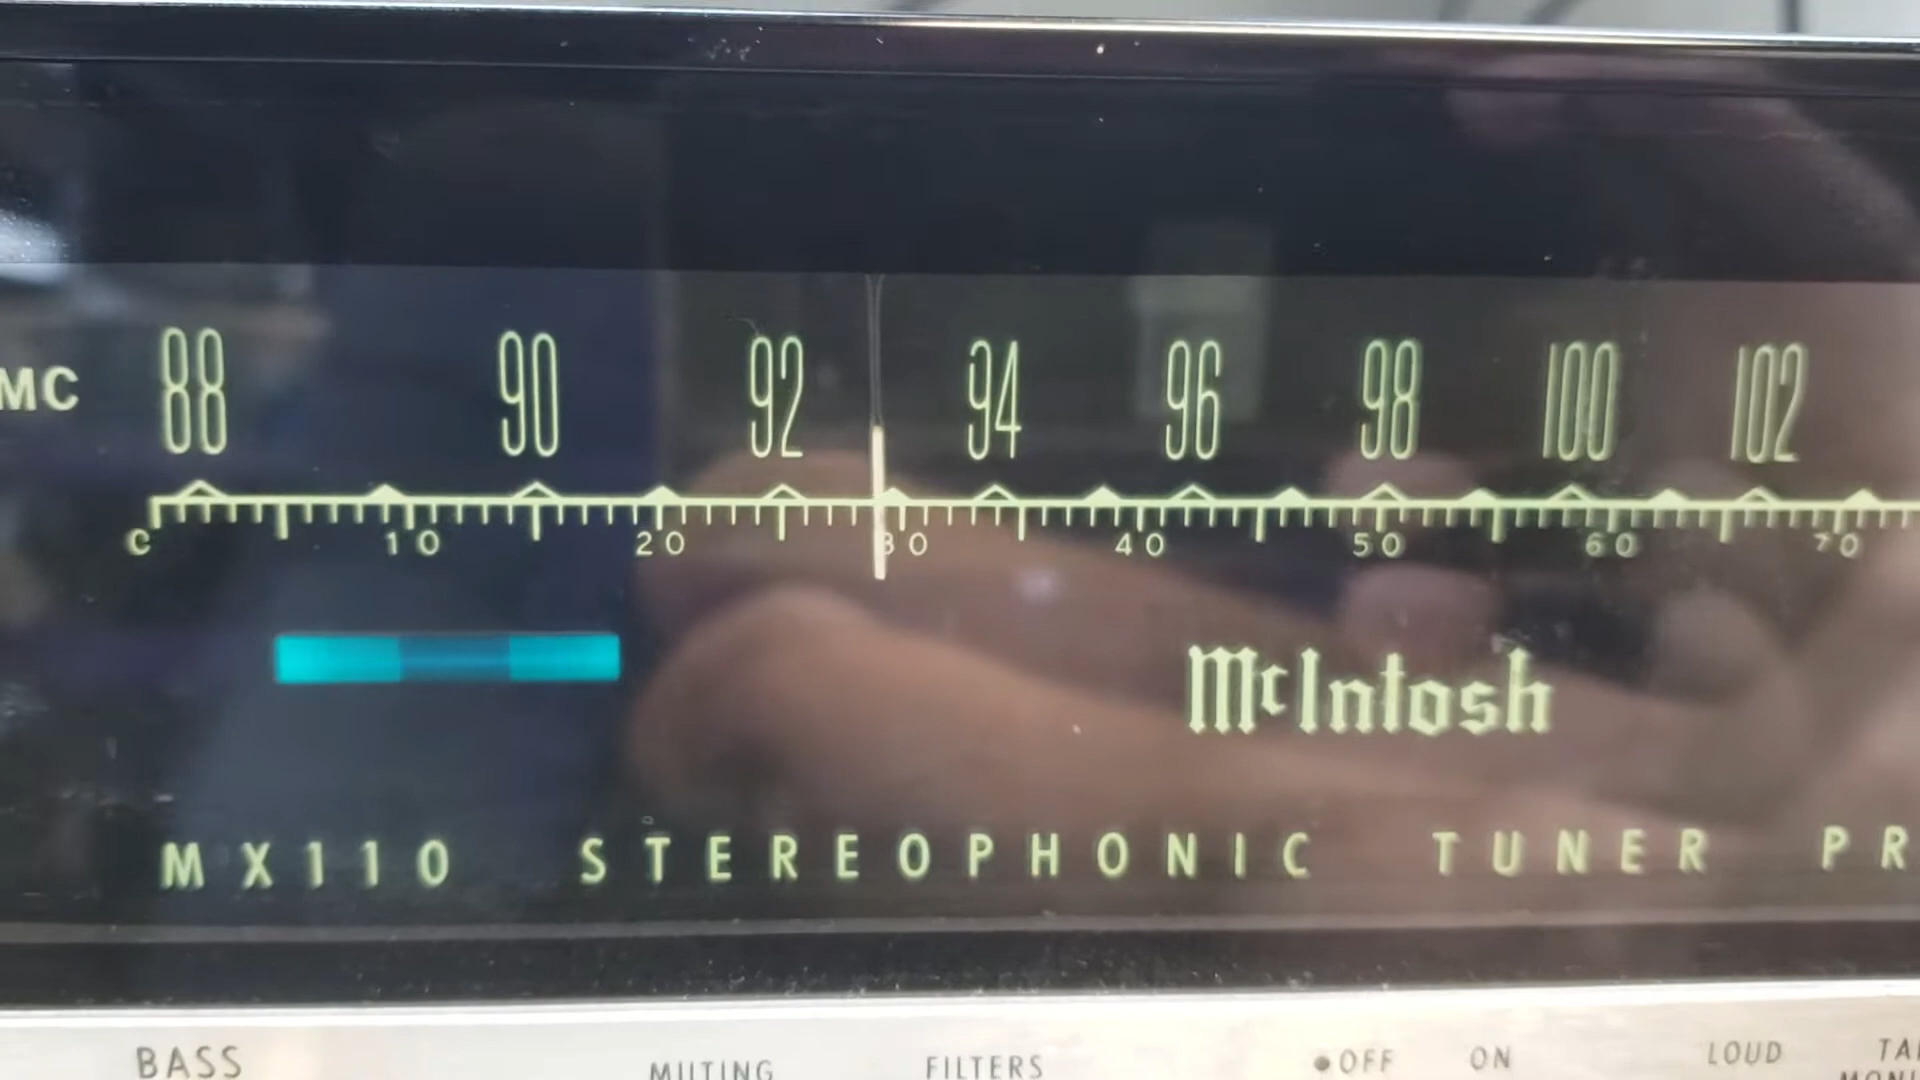 MC 88 90 92 94 96 98 100 102
0 10 20 30 40 50 60 70
McIntosh
MX110 STEREOPHONIC TUNER PR
BASS MUTING FILTERS OFF ON LOUD